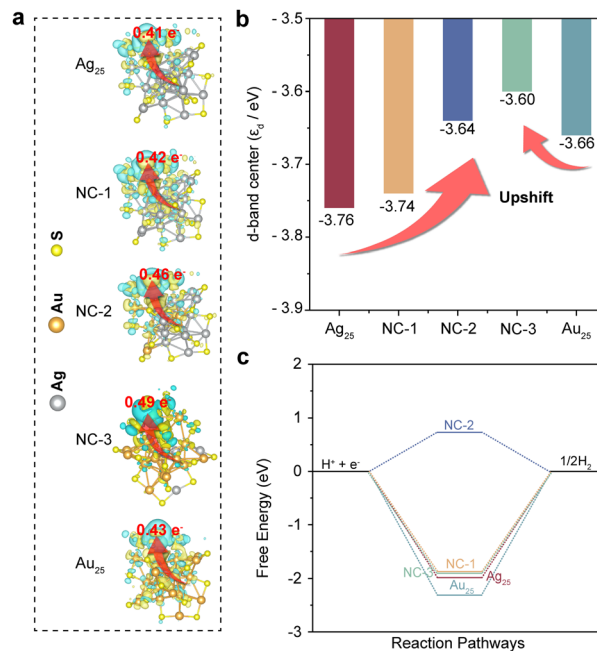 a
Ag25
0.41 e-
NC-1
0.42 e-
NC-2
0.46 e-
NC-3
0.49 e-
Au25
0.43 e-
S
Au
Ag
b
d-band center (εd / eV)
-3.5
-3.6
-3.7
-3.8
-3.9
-3.76
-3.74
-3.64
-3.60
-3.66
Upshift
Ag25 NC-1 NC-2 NC-3 Au25
c
Free Energy (eV)
2
1
0
-1
-2
-3
NC-2
H+ + e-
1/2H2
NC-1
NC-3
Ag25
Au25
Reaction Pathways